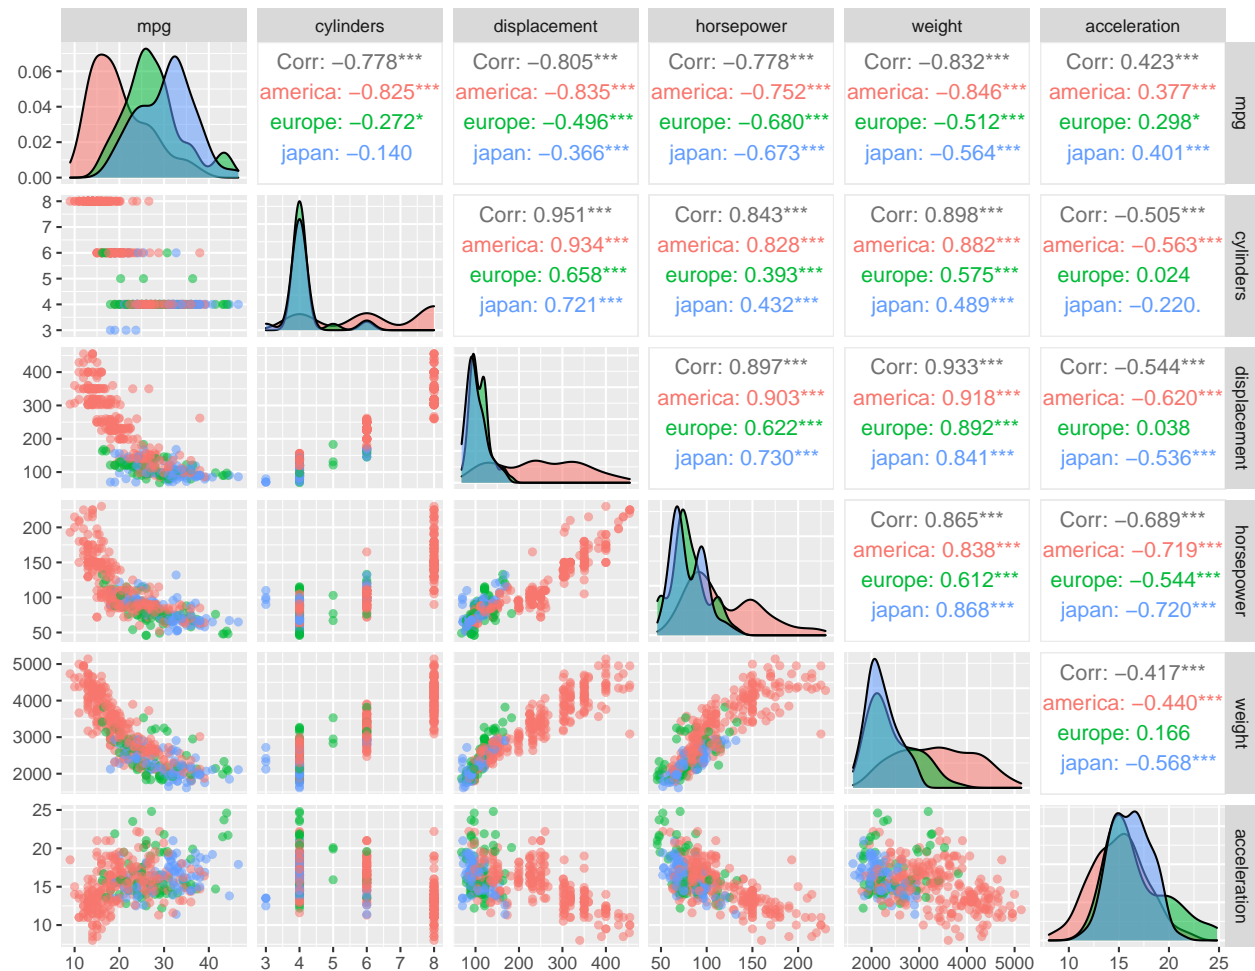 mpg cylinders displacement horsepower weight acceleration
0.06
0.04
0.02
0.00
Corr: −0.778***
america: −0.825***
europe: −0.272*
japan: −0.140
Corr: −0.805***
america: −0.835***
europe: −0.496***
japan: −0.366***
Corr: −0.778***
america: −0.752***
europe: −0.680***
japan: −0.673***
Corr: −0.832***
america: −0.846***
europe: −0.512***
japan: −0.564***
Corr: 0.423***
america: 0.377***
europe: 0.298*
japan: 0.401***
mpg
8
7
6
5
4
3
Corr: 0.951***
america: 0.934***
europe: 0.658***
japan: 0.721***
Corr: 0.843***
america: 0.828***
europe: 0.393***
japan: 0.432***
Corr: 0.898***
america: 0.882***
europe: 0.575***
japan: 0.489***
Corr: −0.505***
america: −0.563***
europe: 0.024
japan: −0.220.
cylinders
400
300
200
100
Corr: 0.897***
america: 0.903***
europe: 0.622***
japan: 0.730***
Corr: 0.933***
america: 0.918***
europe: 0.892***
japan: 0.841***
Corr: −0.544***
america: −0.620***
europe: 0.038
japan: −0.536***
displacement
200
150
100
50
Corr: 0.865***
america: 0.838***
europe: 0.612***
japan: 0.868***
Corr: −0.689***
america: −0.719***
europe: −0.544***
japan: −0.720***
horsepower
5000
4000
3000
2000
Corr: −0.417***
america: −0.440***
europe: 0.166
japan: −0.568***
weight
25
20
15
10
acceleration
10 20 30 40
3 4 5 6 7 8
100 200 300 400
50 100 150 200
2000 3000 4000 5000
10 15 20 25